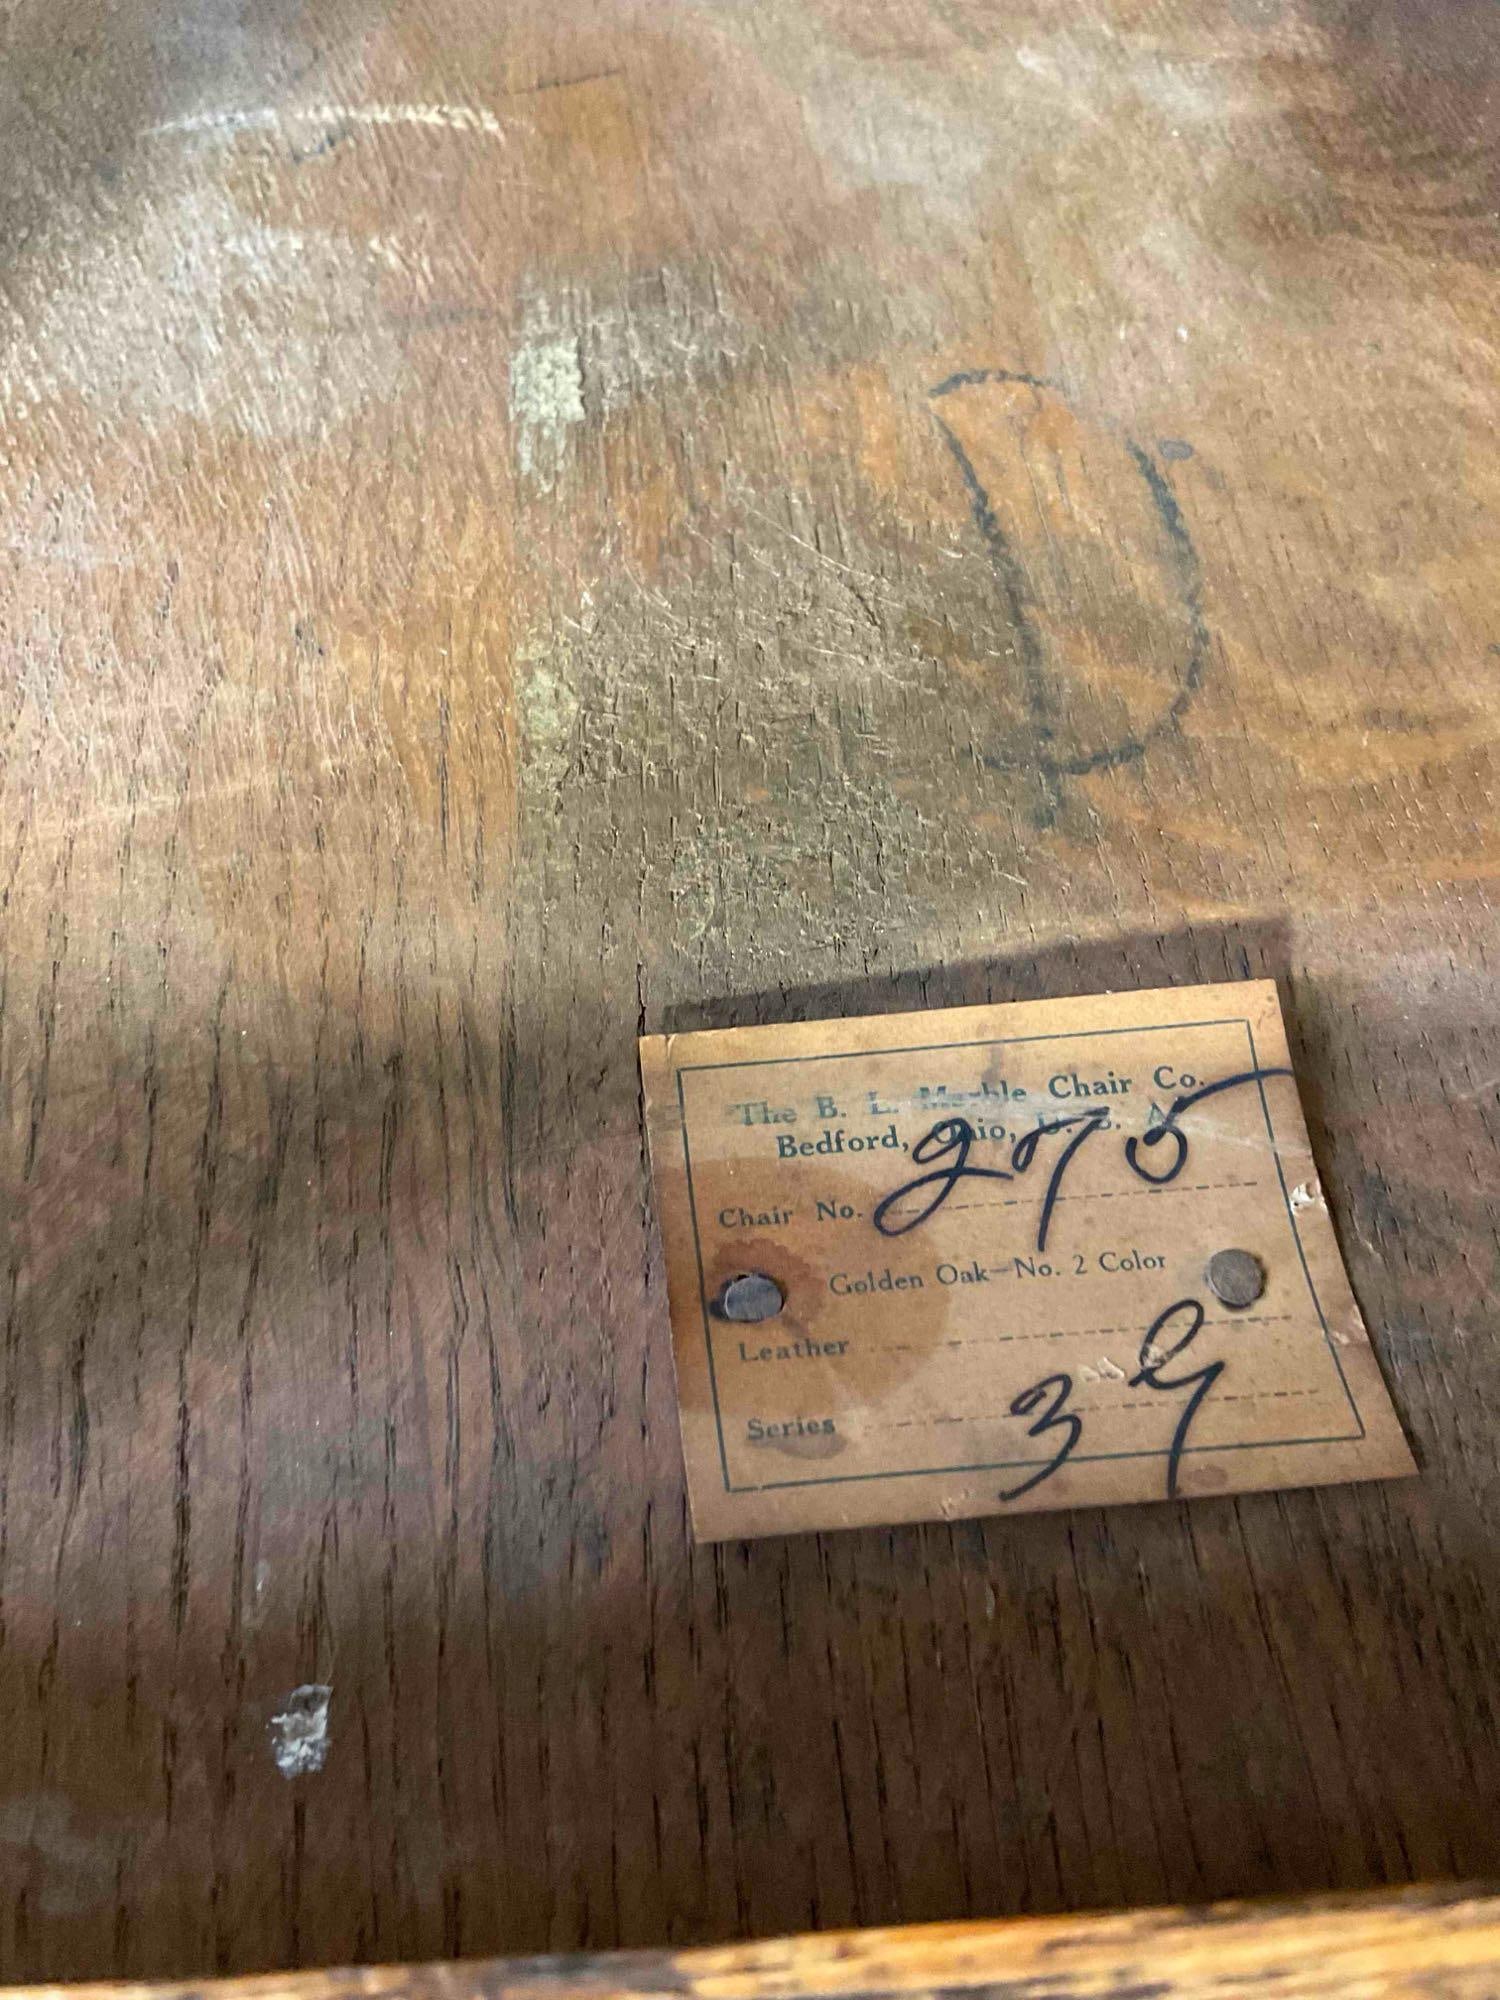 D
The B. L. Marble Chair Co.
Bedford, Ohio, U. S. A.
Chair No. 275
Golden Oak—No. 2 Color
Leather
Series 39